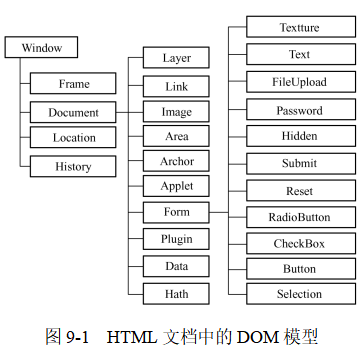 Window
Frame
Document
Location
History
Layer
Link
Image
Area
Archor
Applet
Form
Plugin
Data
Hath
Textture
Text
FileUpload
Password
Hidden
Submit
Reset
RadioButton
CheckBox
Button
Selection
图 9-1 HTML 文档中的 DOM 模型